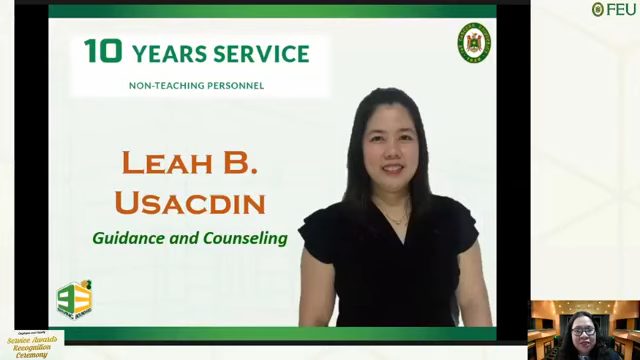 FEU
10 YEARS SERVICE
NON-TEACHING PERSONNEL
LEAH B.
USACDIN
Guidance and Counseling
Service Awards
Recognition
Ceremony